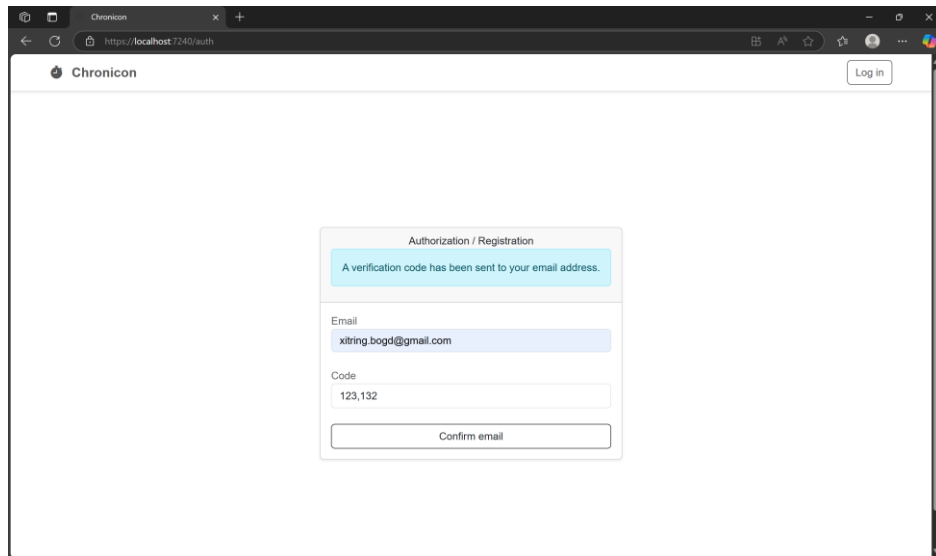 Chronicon
https://localhost:7240/auth
Chronicon
Log in
Authorization / Registration
A verification code has been sent to your email address.
Email
xitring.bogd@gmail.com
Code
123,132
Confirm email